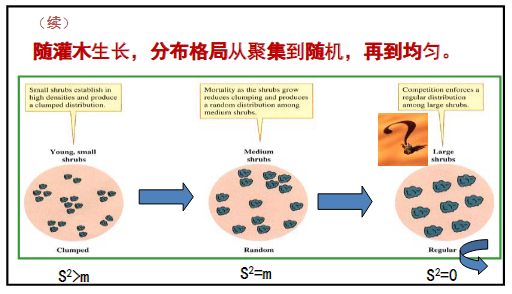 （续）
随灌木生长，分布格局从聚集到随机，再到均匀。
Small shrubs establish in
high densities and produce
a clumped distribution.
Mortality as the shrubs grow
reduces clumping and produces
a random distribution among
medium shrubs.
Competition enforces a
regular distribution
among large shrubs.
Young, small
shrubs
Medium
shrubs
Large
shrubs
Clumped
Random
Regular
S²>m
S²=m
S²=0